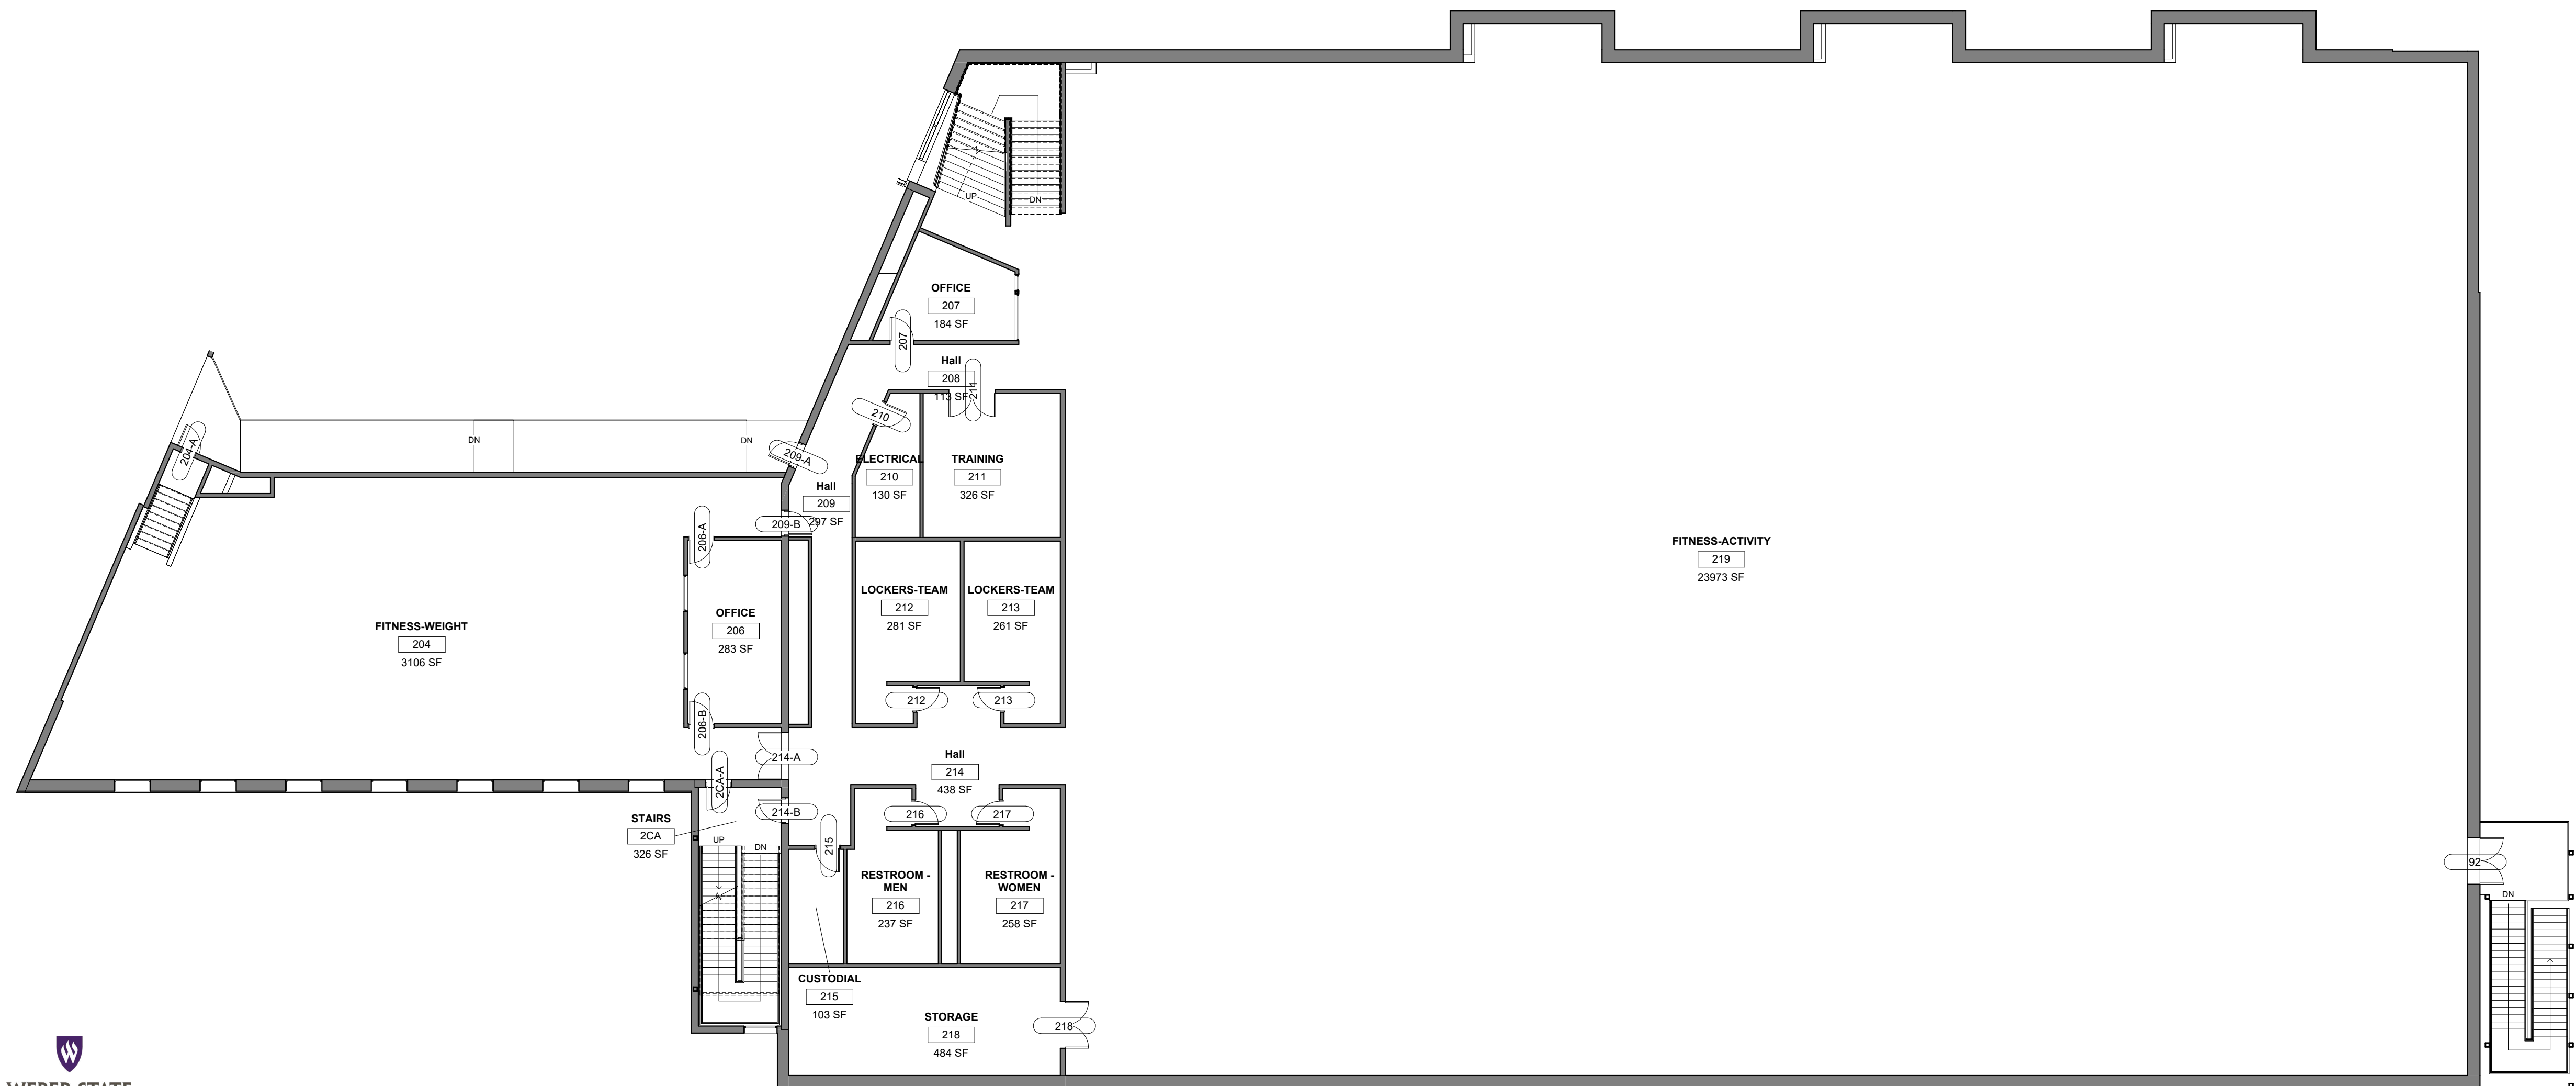 UP
DN
OFFICE
207
184 SF
207
Hall
208
113 SF
211
210
204-A
DN
DN
209-A
ELECTRICAL
210
130 SF
TRAINING
211
326 SF
Hall
209
297 SF
209-B
206-A
FITNESS-ACTIVITY
219
23973 SF
LOCKERS-TEAM
212
281 SF
LOCKERS-TEAM
213
261 SF
OFFICE
206
283 SF
FITNESS-WEIGHT
204
3106 SF
212
213
206-B
214-A
Hall
214
438 SF
2CA-A
214-B
216
217
STAIRS
2CA
326 SF
UP
DN
215
RESTROOM -
MEN
216
237 SF
RESTROOM -
WOMEN
217
258 SF
92
DN
CUSTODIAL
215
103 SF
STORAGE
218
484 SF
218
W
WEBER STATE